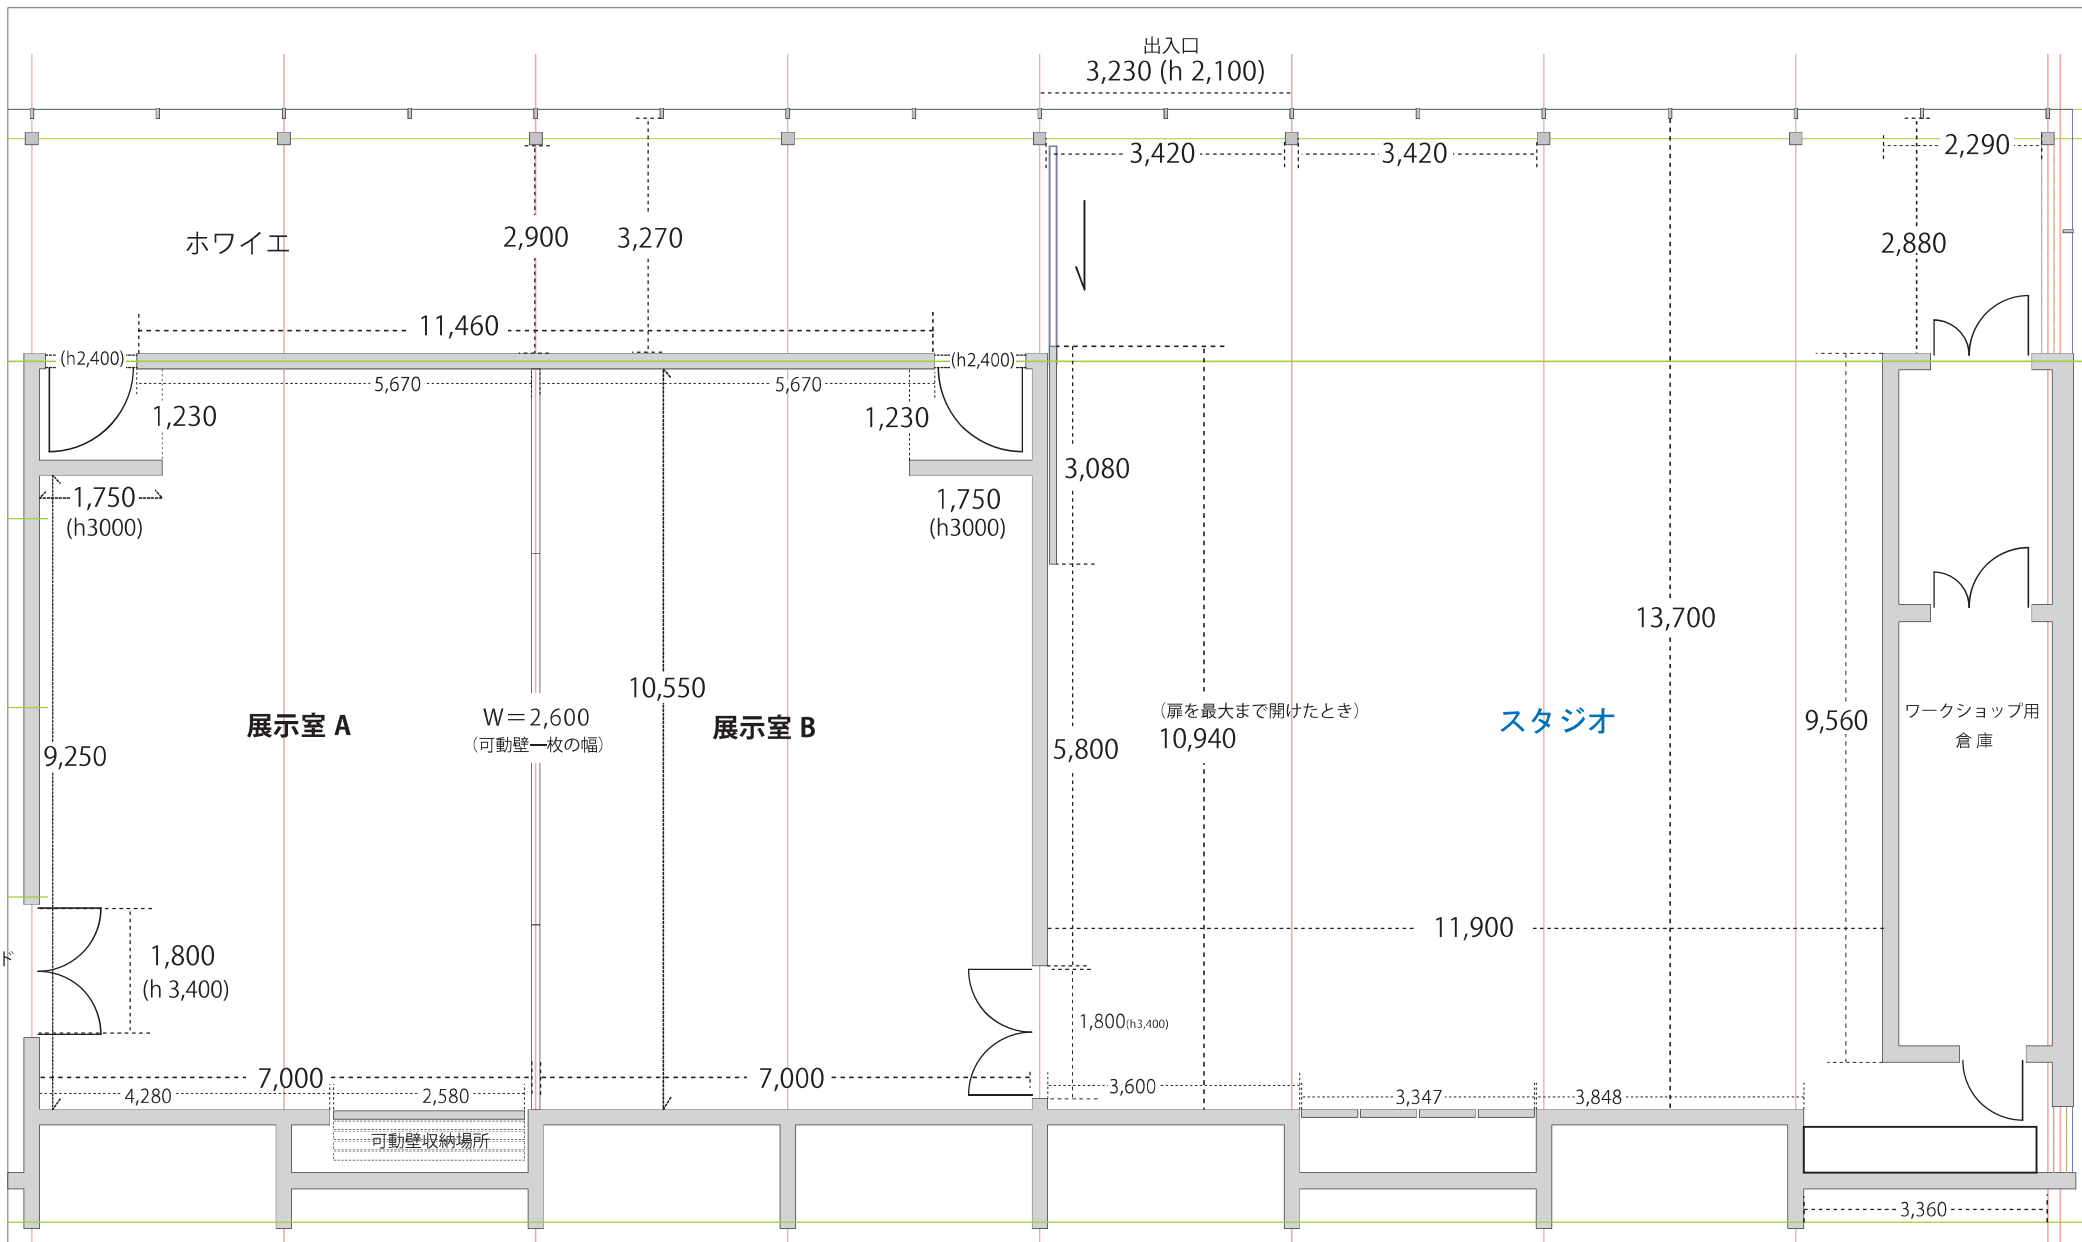 出入口
3,230 (h 2,100)
3,420
3,420
2,290
ホワイエ
2,900
3,270
2,880
11,460
(h2,400)
(h2,400)
5,670
5,670
1,230
1,230
3,080
1,750
(h3000)
1,750
(h3000)
13,700
10,550
展示室 A
W＝2,600
（可動壁一枚の幅）
展示室 B
（扉を最大まで開けたとき）
10,940
スタジオ
9,560
ワークショップ用
倉 庫
9,250
5,800
11,900
1,800
(h 3,400)
1,800(h3,400)
7,000
7,000
3,600
4,280
2,580
3,347
3,848
可動壁収納場所
3,360